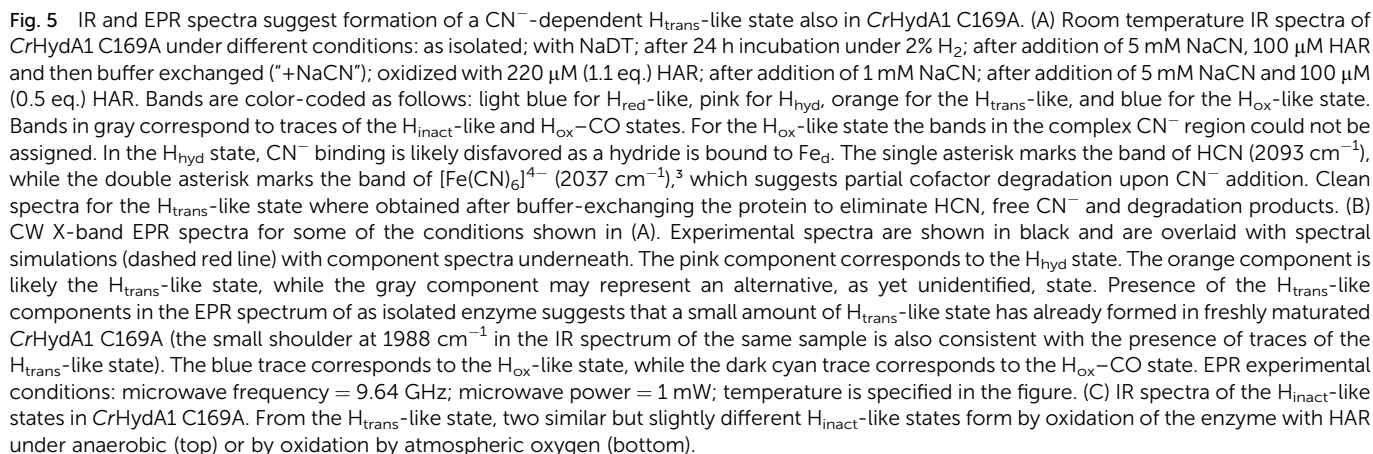 Fig. 5 IR and EPR spectra suggest formation of a CN⁻-dependent Htrans-like state also in CrHydA1 C169A. (A) Room temperature IR spectra of
CrHydA1 C169A under different conditions: as isolated; with NaDT; after 24 h incubation under 2% H₂; after addition of 5 mM NaCN, 100 μM HAR
and then buffer exchanged ("+NaCN"); oxidized with 220 μM (1.1 eq.) HAR; after addition of 1 mM NaCN; after addition of 5 mM NaCN and 100 μM
(0.5 eq.) HAR. Bands are color-coded as follows: light blue for Hred-like, pink for Hhyd, orange for the Htrans-like, and blue for the Hox-like state.
Bands in gray correspond to traces of the Hinact-like and Hox–CO states. For the Hox-like state the bands in the complex CN⁻ region could not be
assigned. In the Hhyd state, CN⁻ binding is likely disfavored as a hydride is bound to Fed. The single asterisk marks the band of HCN (2093 cm⁻¹),
while the double asterisk marks the band of [Fe(CN)₆]⁴⁻ (2037 cm⁻¹),³ which suggests partial cofactor degradation upon CN⁻ addition. Clean
spectra for the Htrans-like state where obtained after buffer-exchanging the protein to eliminate HCN, free CN⁻ and degradation products. (B)
CW X-band EPR spectra for some of the conditions shown in (A). Experimental spectra are shown in black and are overlaid with spectral
simulations (dashed red line) with component spectra underneath. The pink component corresponds to the Hhyd state. The orange component is
likely the Htrans-like state, while the gray component may represent an alternative, as yet unidentified, state. Presence of the Htrans-like
components in the EPR spectrum of as isolated enzyme suggests that a small amount of Htrans-like state has already formed in freshly maturated
CrHydA1 C169A (the small shoulder at 1988 cm⁻¹ in the IR spectrum of the same sample is also consistent with the presence of traces of the
Htrans-like state). The blue trace corresponds to the Hox-like state, while the dark cyan trace corresponds to the Hox–CO state. EPR experimental
conditions: microwave frequency = 9.64 GHz; microwave power = 1 mW; temperature is specified in the figure. (C) IR spectra of the Hinact-like
states in CrHydA1 C169A. From the Htrans-like state, two similar but slightly different Hinact-like states form by oxidation of the enzyme with HAR
under anaerobic (top) or by oxidation by atmospheric oxygen (bottom).